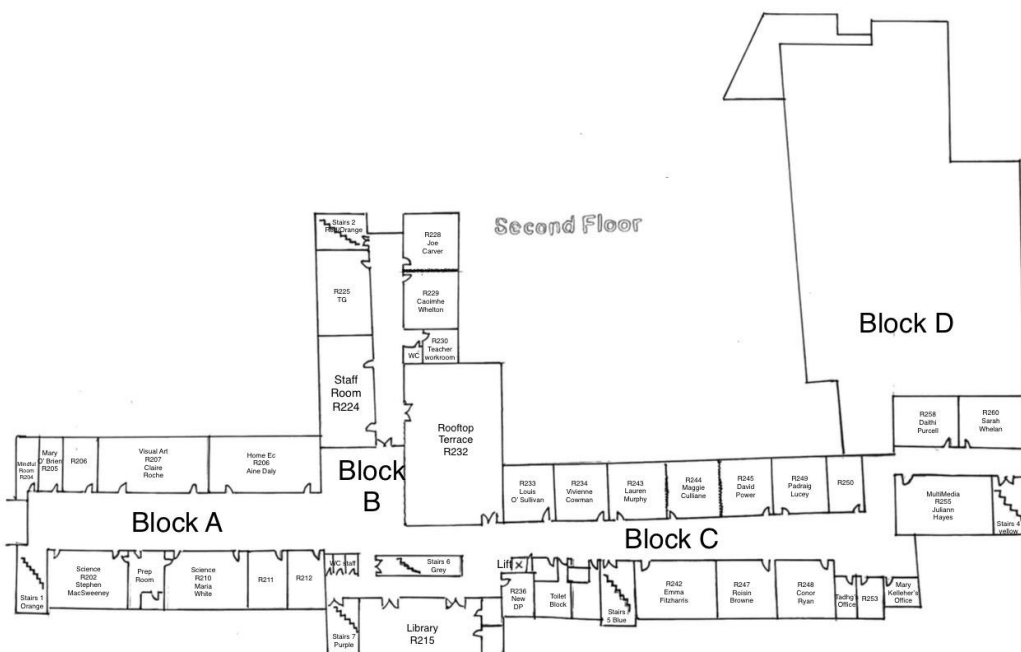 Second Floor
Stairs 2
Red/Orange
R228
Joe
Carver
R225
TG
R229
Caoimhe
Whelton
R230
Teacher
workroom
WC
Staff
Room
R224
Rooftop
Terrace
R232
Block D
R258
Daithi
Purcell
R260
Sarah
Whelan
Mindful
Room
R204
Mary
O' Brien
R205
R206
Visual Art
R207
Claire
Roche
Home Ec
R206
Aine Daly
Block
B
R233
Louis
O' Sullivan
R234
Vivienne
Cowman
R243
Lauren
Murphy
R244
Maggie
Culliane
R245
David
Power
R249
Padraig
Lucey
R250
MultiMedia
R255
Juliann
Hayes
Stairs 4
yellow
Block A
Block C
Stairs 1
Orange
Science
R202
Stephen
MacSweeney
Prep
Room
Science
R210
Maria
White
R211
R212
WC staff
Stairs 6
Grey
Lift
R236
New
DP
Toilet
Block
Stairs
5 Blue
R242
Emma
Fitzharris
R247
Roisin
Browne
R248
Conor
Ryan
Tadhg's
Office
R253
Mary
Kelleher's
Office
Stairs 7
Purple
Library
R215